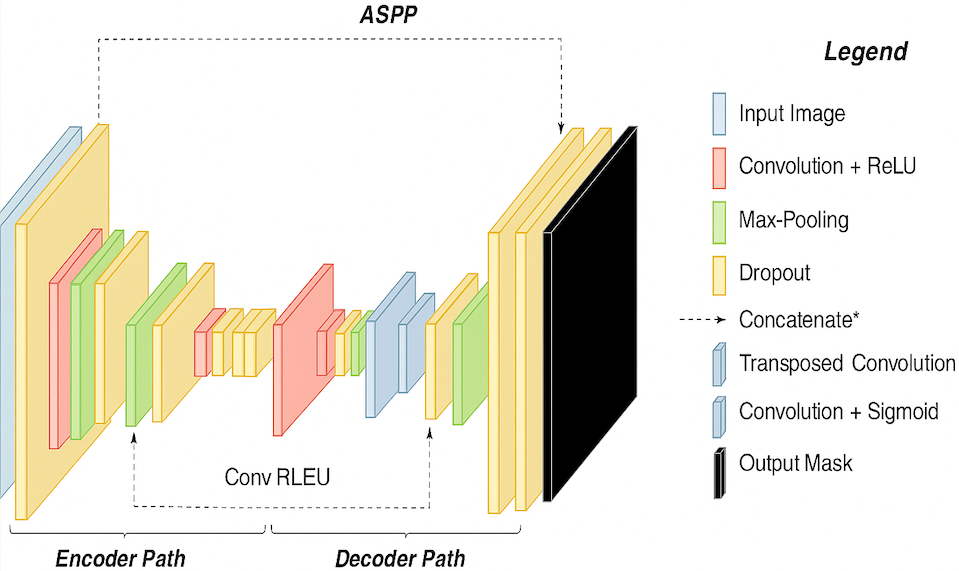 ASPP
Legend
Input Image
Convolution + ReLU
Max-Pooling
Dropout
Concatenate*
Transposed Convolution
Convolution + Sigmoid
Output Mask
Conv RLEU
Encoder Path
Decoder Path